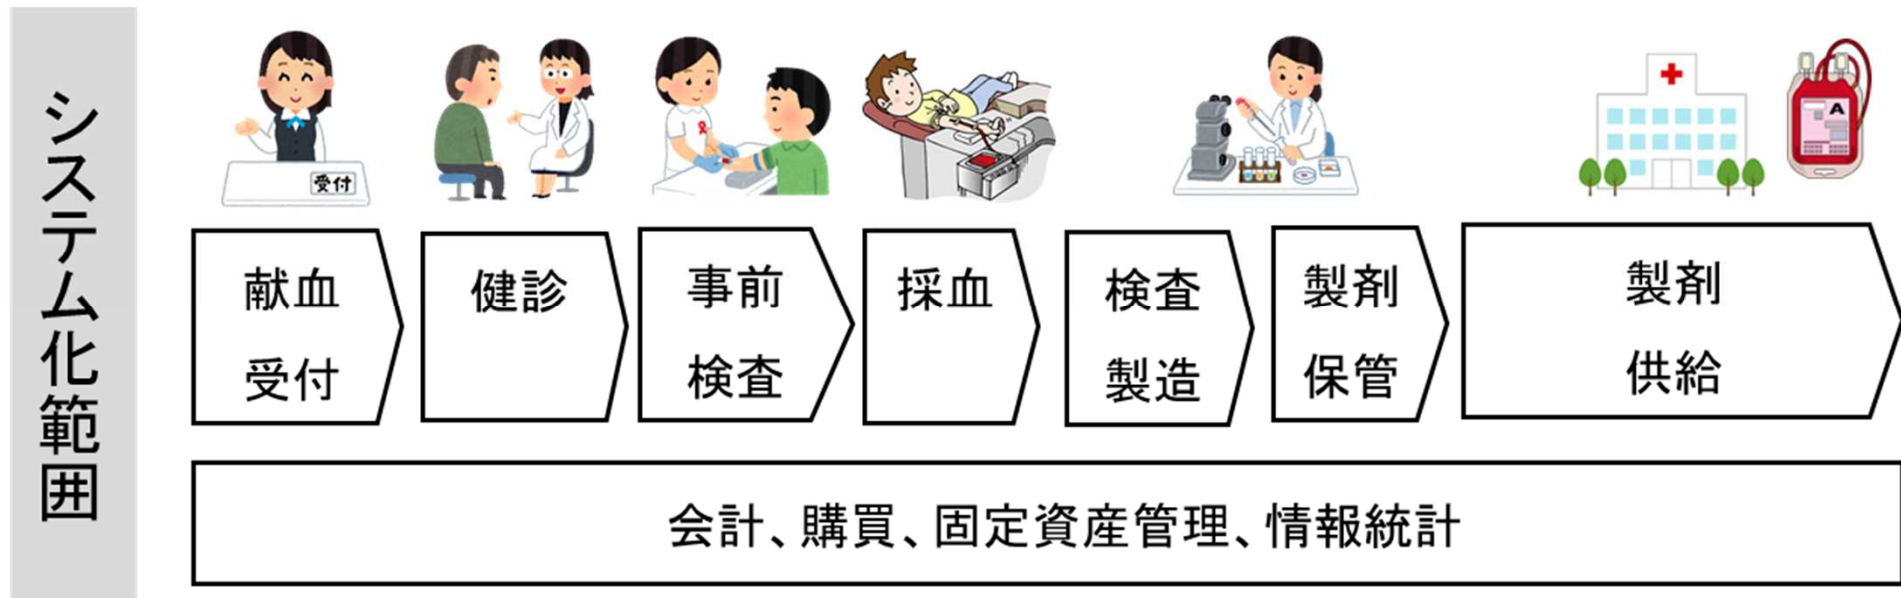 システム化範囲
受付
A
献血
受付
健診
事前
検査
採血
検査
製造
製剤
保管
製剤
供給
会計、購買、固定資産管理、情報統計